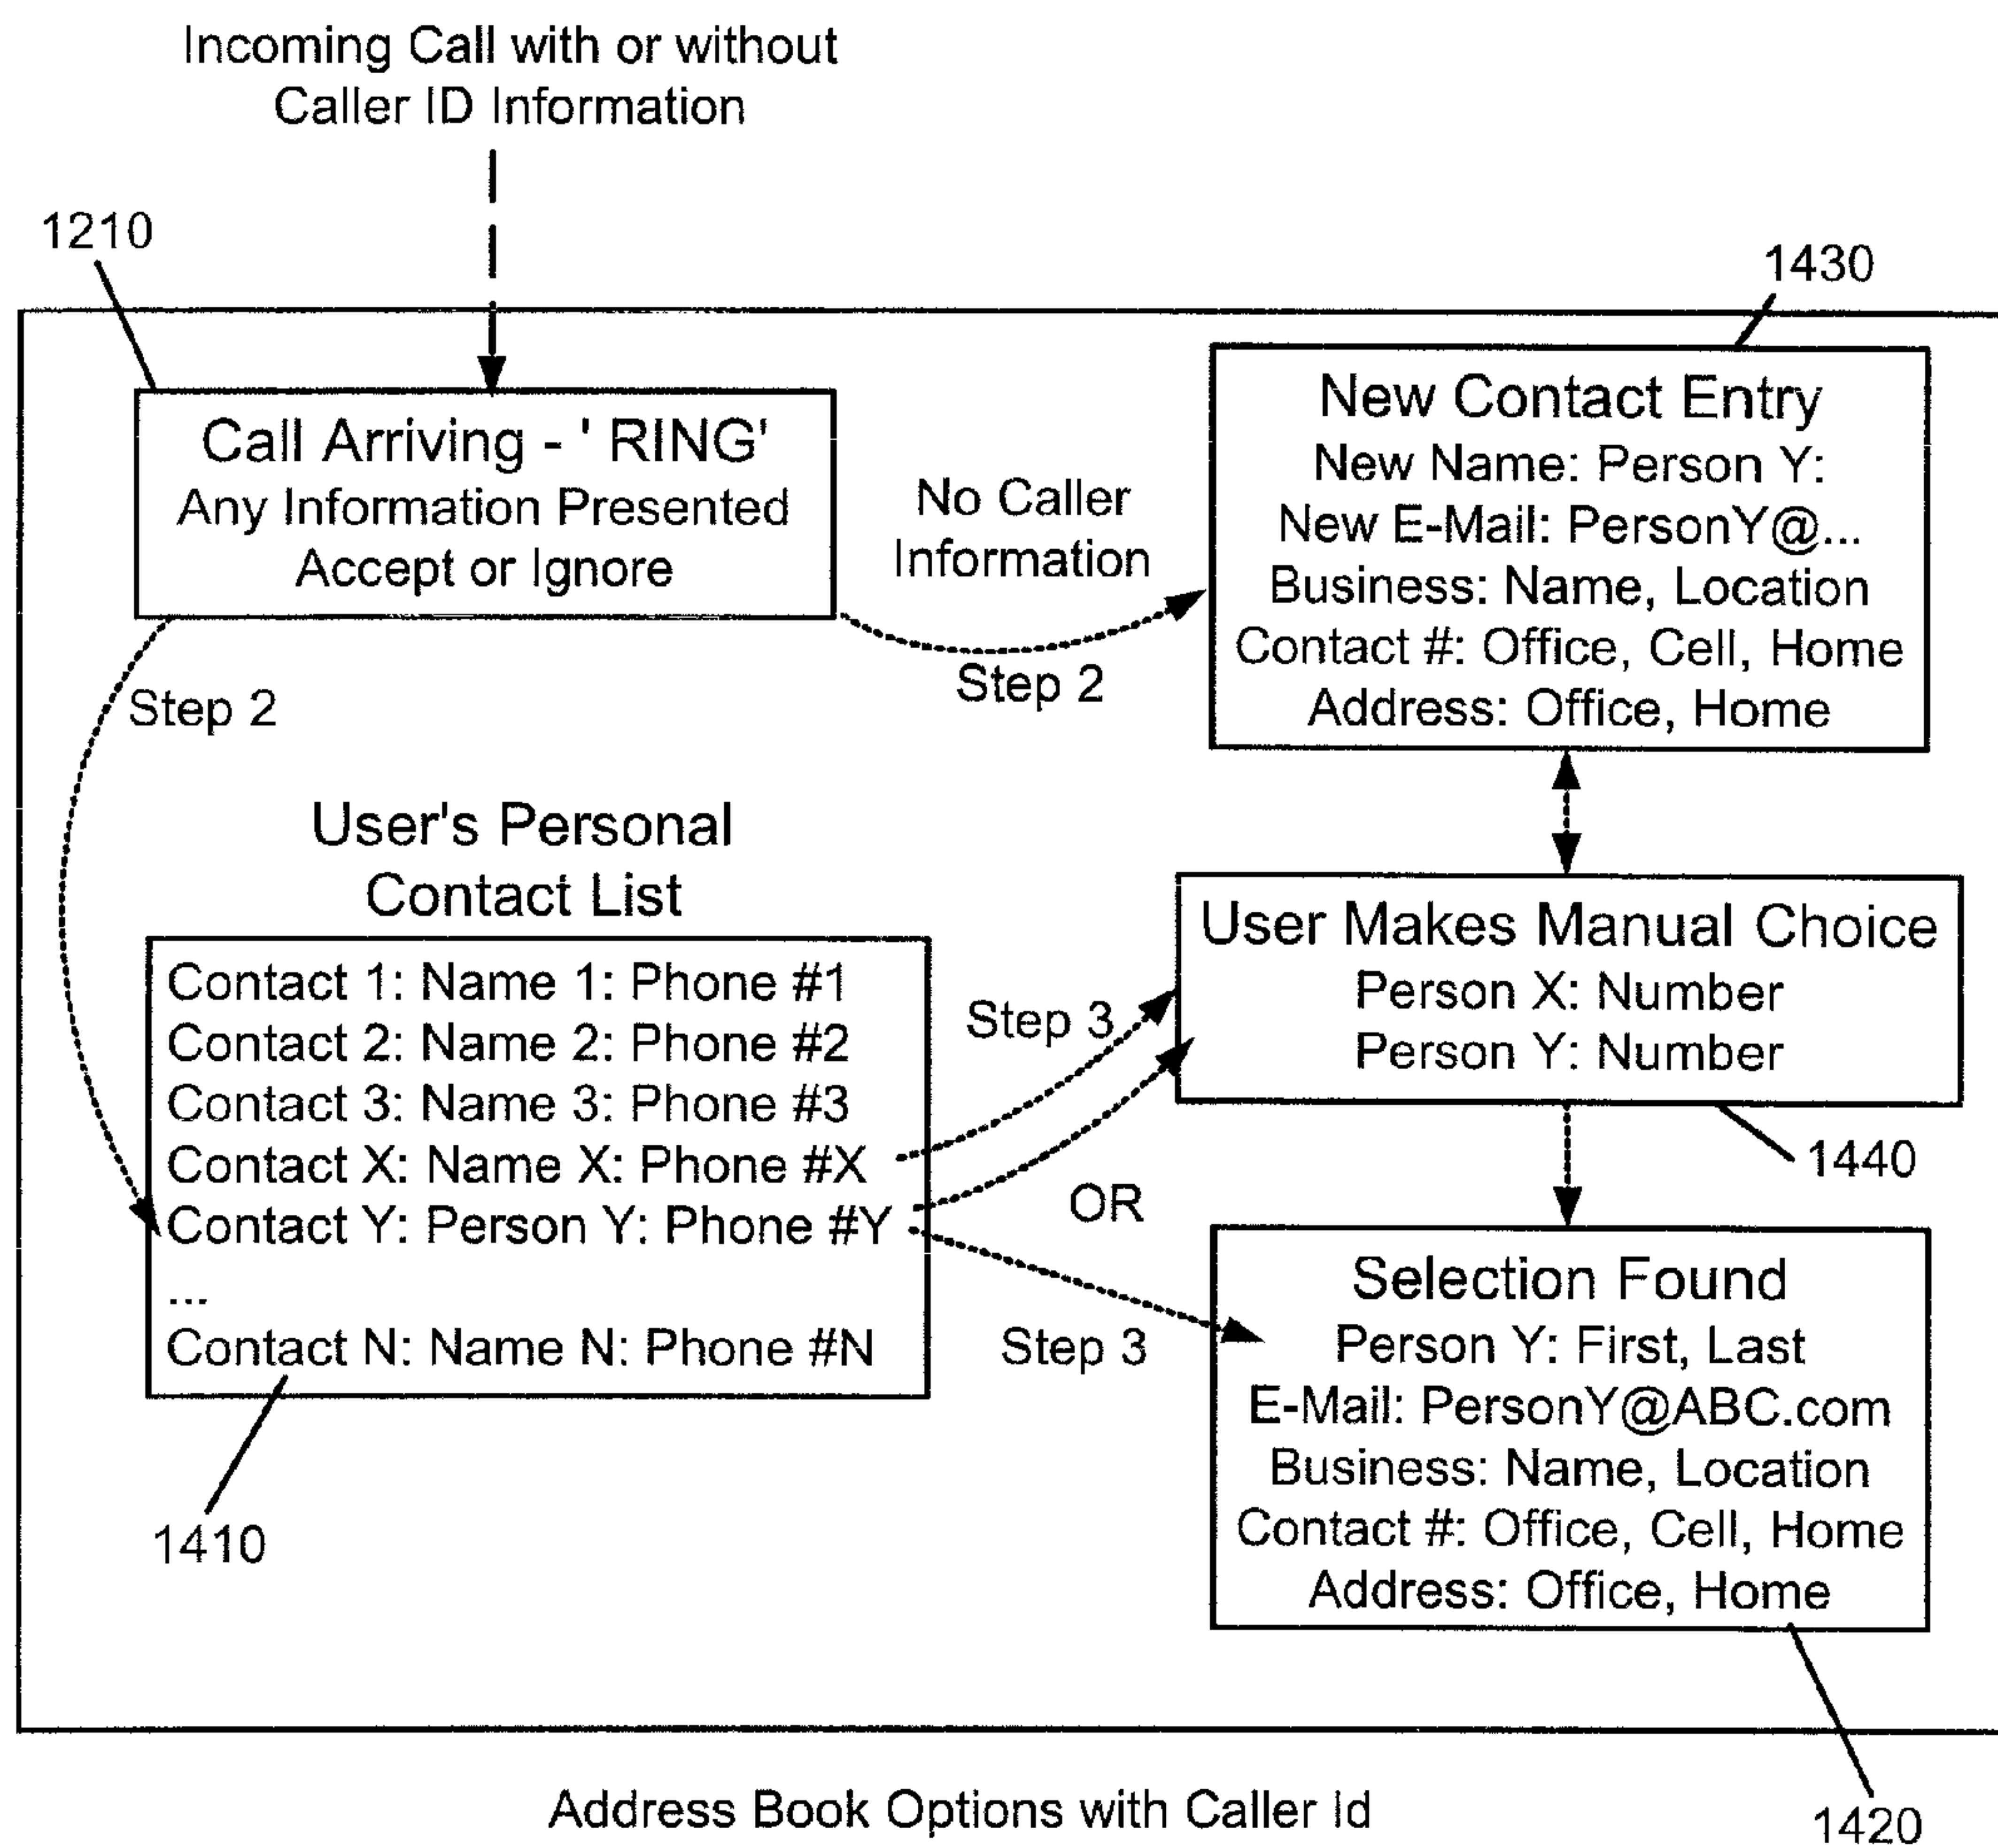 Incoming Call with or without
Caller ID Information
1210
1430
Call Arriving - ' RING'
Any Information Presented
Accept or Ignore
No Caller
Information
Step 2
New Contact Entry
New Name: Person Y:
New E-Mail: PersonY@...
Business: Name, Location
Contact #: Office, Cell, Home
Address: Office, Home
Step 2
User's Personal
Contact List
Contact 1: Name 1: Phone #1
Contact 2: Name 2: Phone #2
Contact 3: Name 3: Phone #3
Contact X: Name X: Phone #X
Contact Y: Person Y: Phone #Y
...
Contact N: Name N: Phone #N
1410
Step 3
OR
Step 3
User Makes Manual Choice
Person X: Number
Person Y: Number
1440
Selection Found
Person Y: First, Last
E-Mail: PersonY@ABC.com
Business: Name, Location
Contact #: Office, Cell, Home
Address: Office, Home
1420
Address Book Options with Caller Id